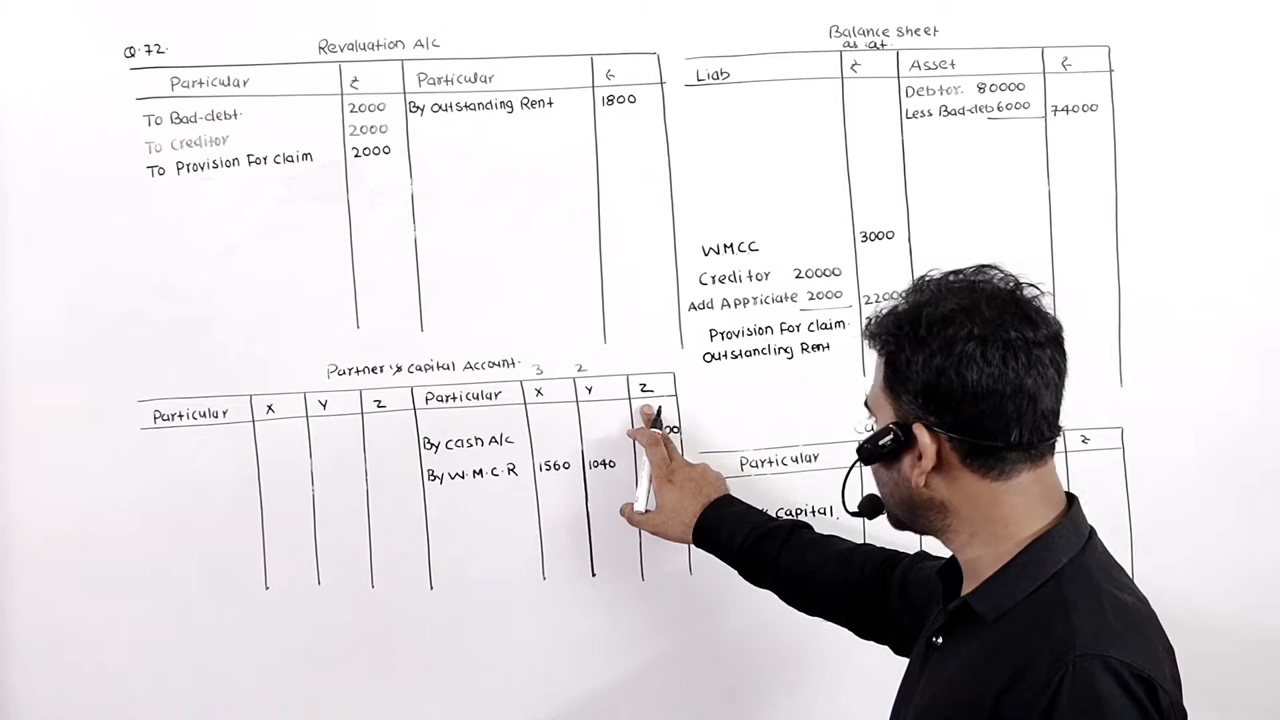 Q.72.
Revaluation A/c
Particular ₹ Particular ₹
To Bad-debt. 2000 By Outstanding Rent 1800
To Creditor 2000
To Provision For claim 2000
Balance sheet
as at.
Liab ₹ Asset ₹
Debtor. 80000
Less Bad-deb 6000 74000
W.M.C.C 3000
Creditor 20000
Add Appriciate 2000 22000
Provision For claim.
Outstanding Rent
Partner's capital Account. 3 2
Particular X Y Z Particular X Y Z
By cash A/c 00
By W.M.C.R 1560 1040
Particular ₹
capital.